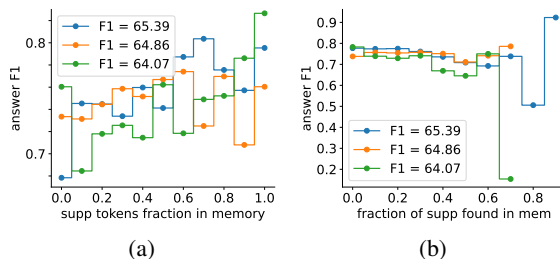 F1 = 65.39
F1 = 64.86
F1 = 64.07
answer F1
0.8
0.7
0.0 0.2 0.4 0.6 0.8 1.0
supp tokens fraction in memory
(a)
0.9
0.8
0.7
0.6
0.5
0.4
0.3
0.2
answer F1
F1 = 65.39
F1 = 64.86
F1 = 64.07
0.0 0.2 0.4 0.6 0.8
fraction of supp found in mem
(b)